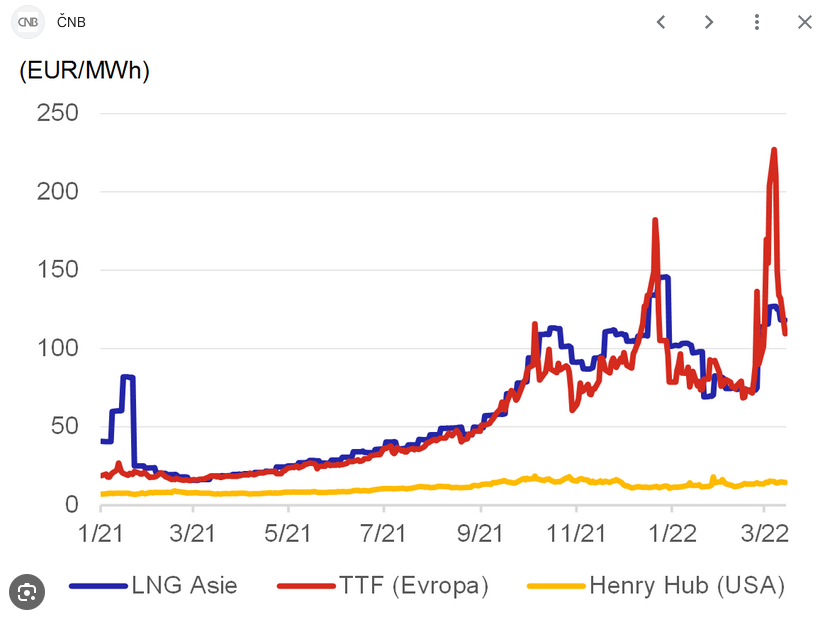 CNB ČNB
(EUR/MWh)
250
200
150
100
50
0
1/21 3/21 5/21 7/21 9/21 11/21 1/22 3/22
LNG Asie TTF (Evropa) Henry Hub (USA)